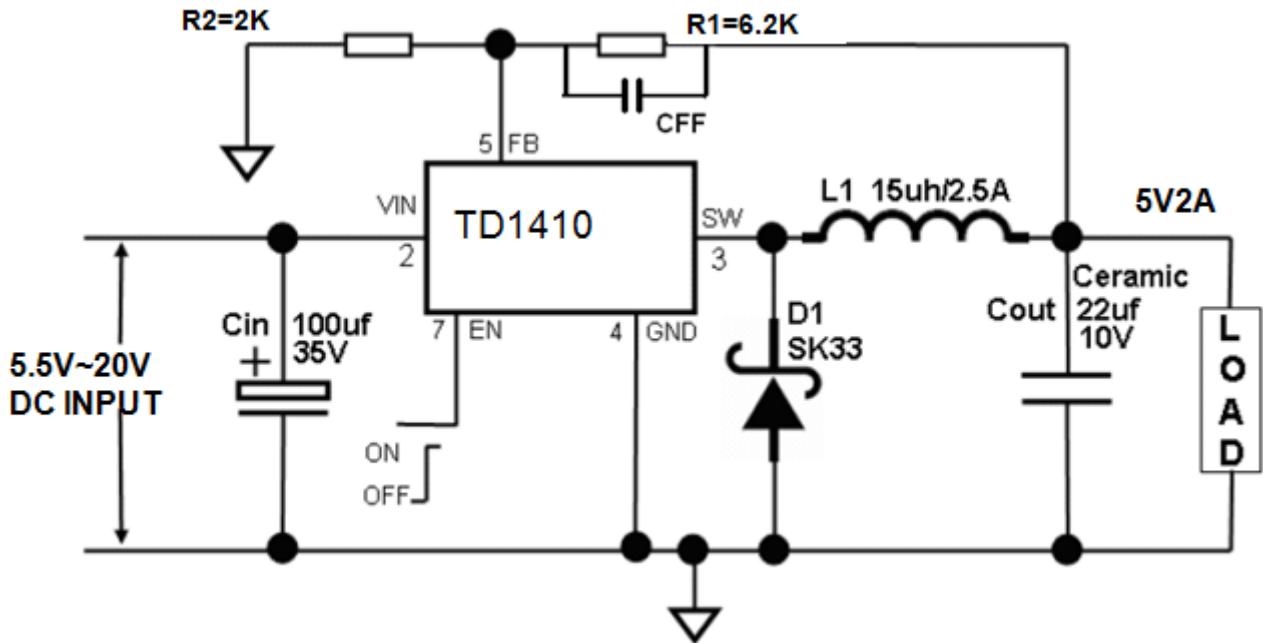 R2=2K
R1=6.2K
CFF
5 FB
VIN
TD1410
SW
2
3
L1 15uh/2.5A
5V2A
Cin 100uf
+ 35V
7 EN
4 GND
D1
SK33
Ceramic
Cout 22uf
10V
5.5V~20V
DC INPUT
ON
OFF
L
O
A
D